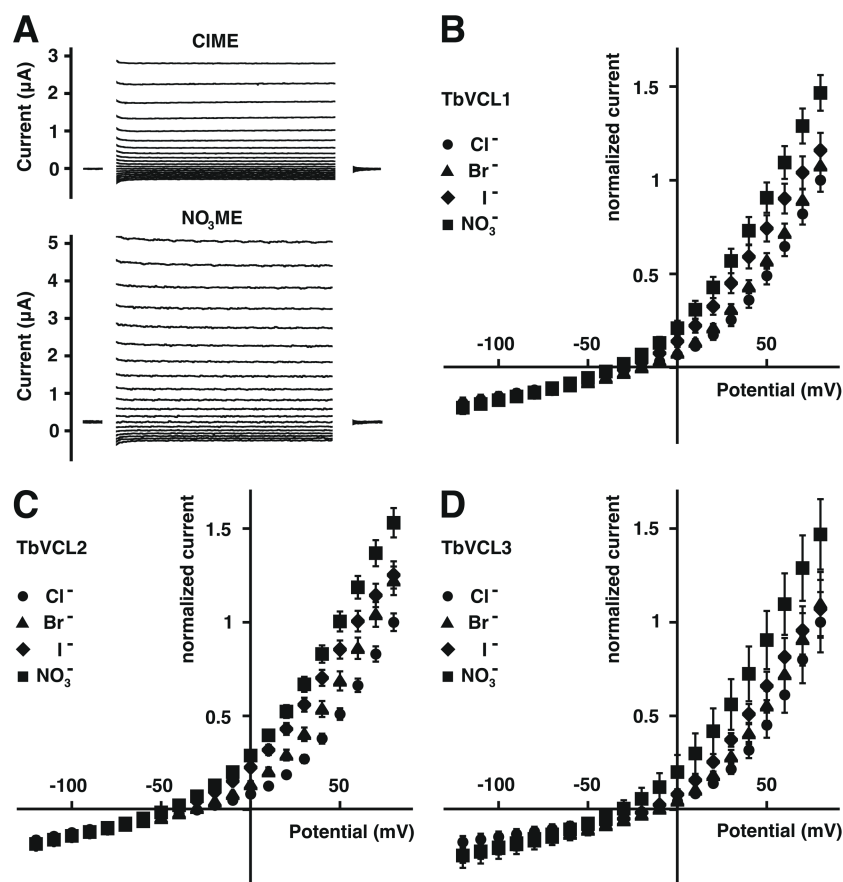 A
ClME
Current (µA)
3
2
1
0
NO₃ME
Current (µA)
5
4
3
2
1
0
B
TbVCL1
Cl⁻
Br⁻
I⁻
NO₃⁻
normalized current
1.5
1
0.5
-100
-50
50
Potential (mV)
C
TbVCL2
Cl⁻
Br⁻
I⁻
NO₃⁻
normalized current
1.5
1
0.5
-100
-50
50
Potential (mV)
D
TbVCL3
Cl⁻
Br⁻
I⁻
NO₃⁻
normalized current
1.5
1
0.5
-100
-50
50
Potential (mV)